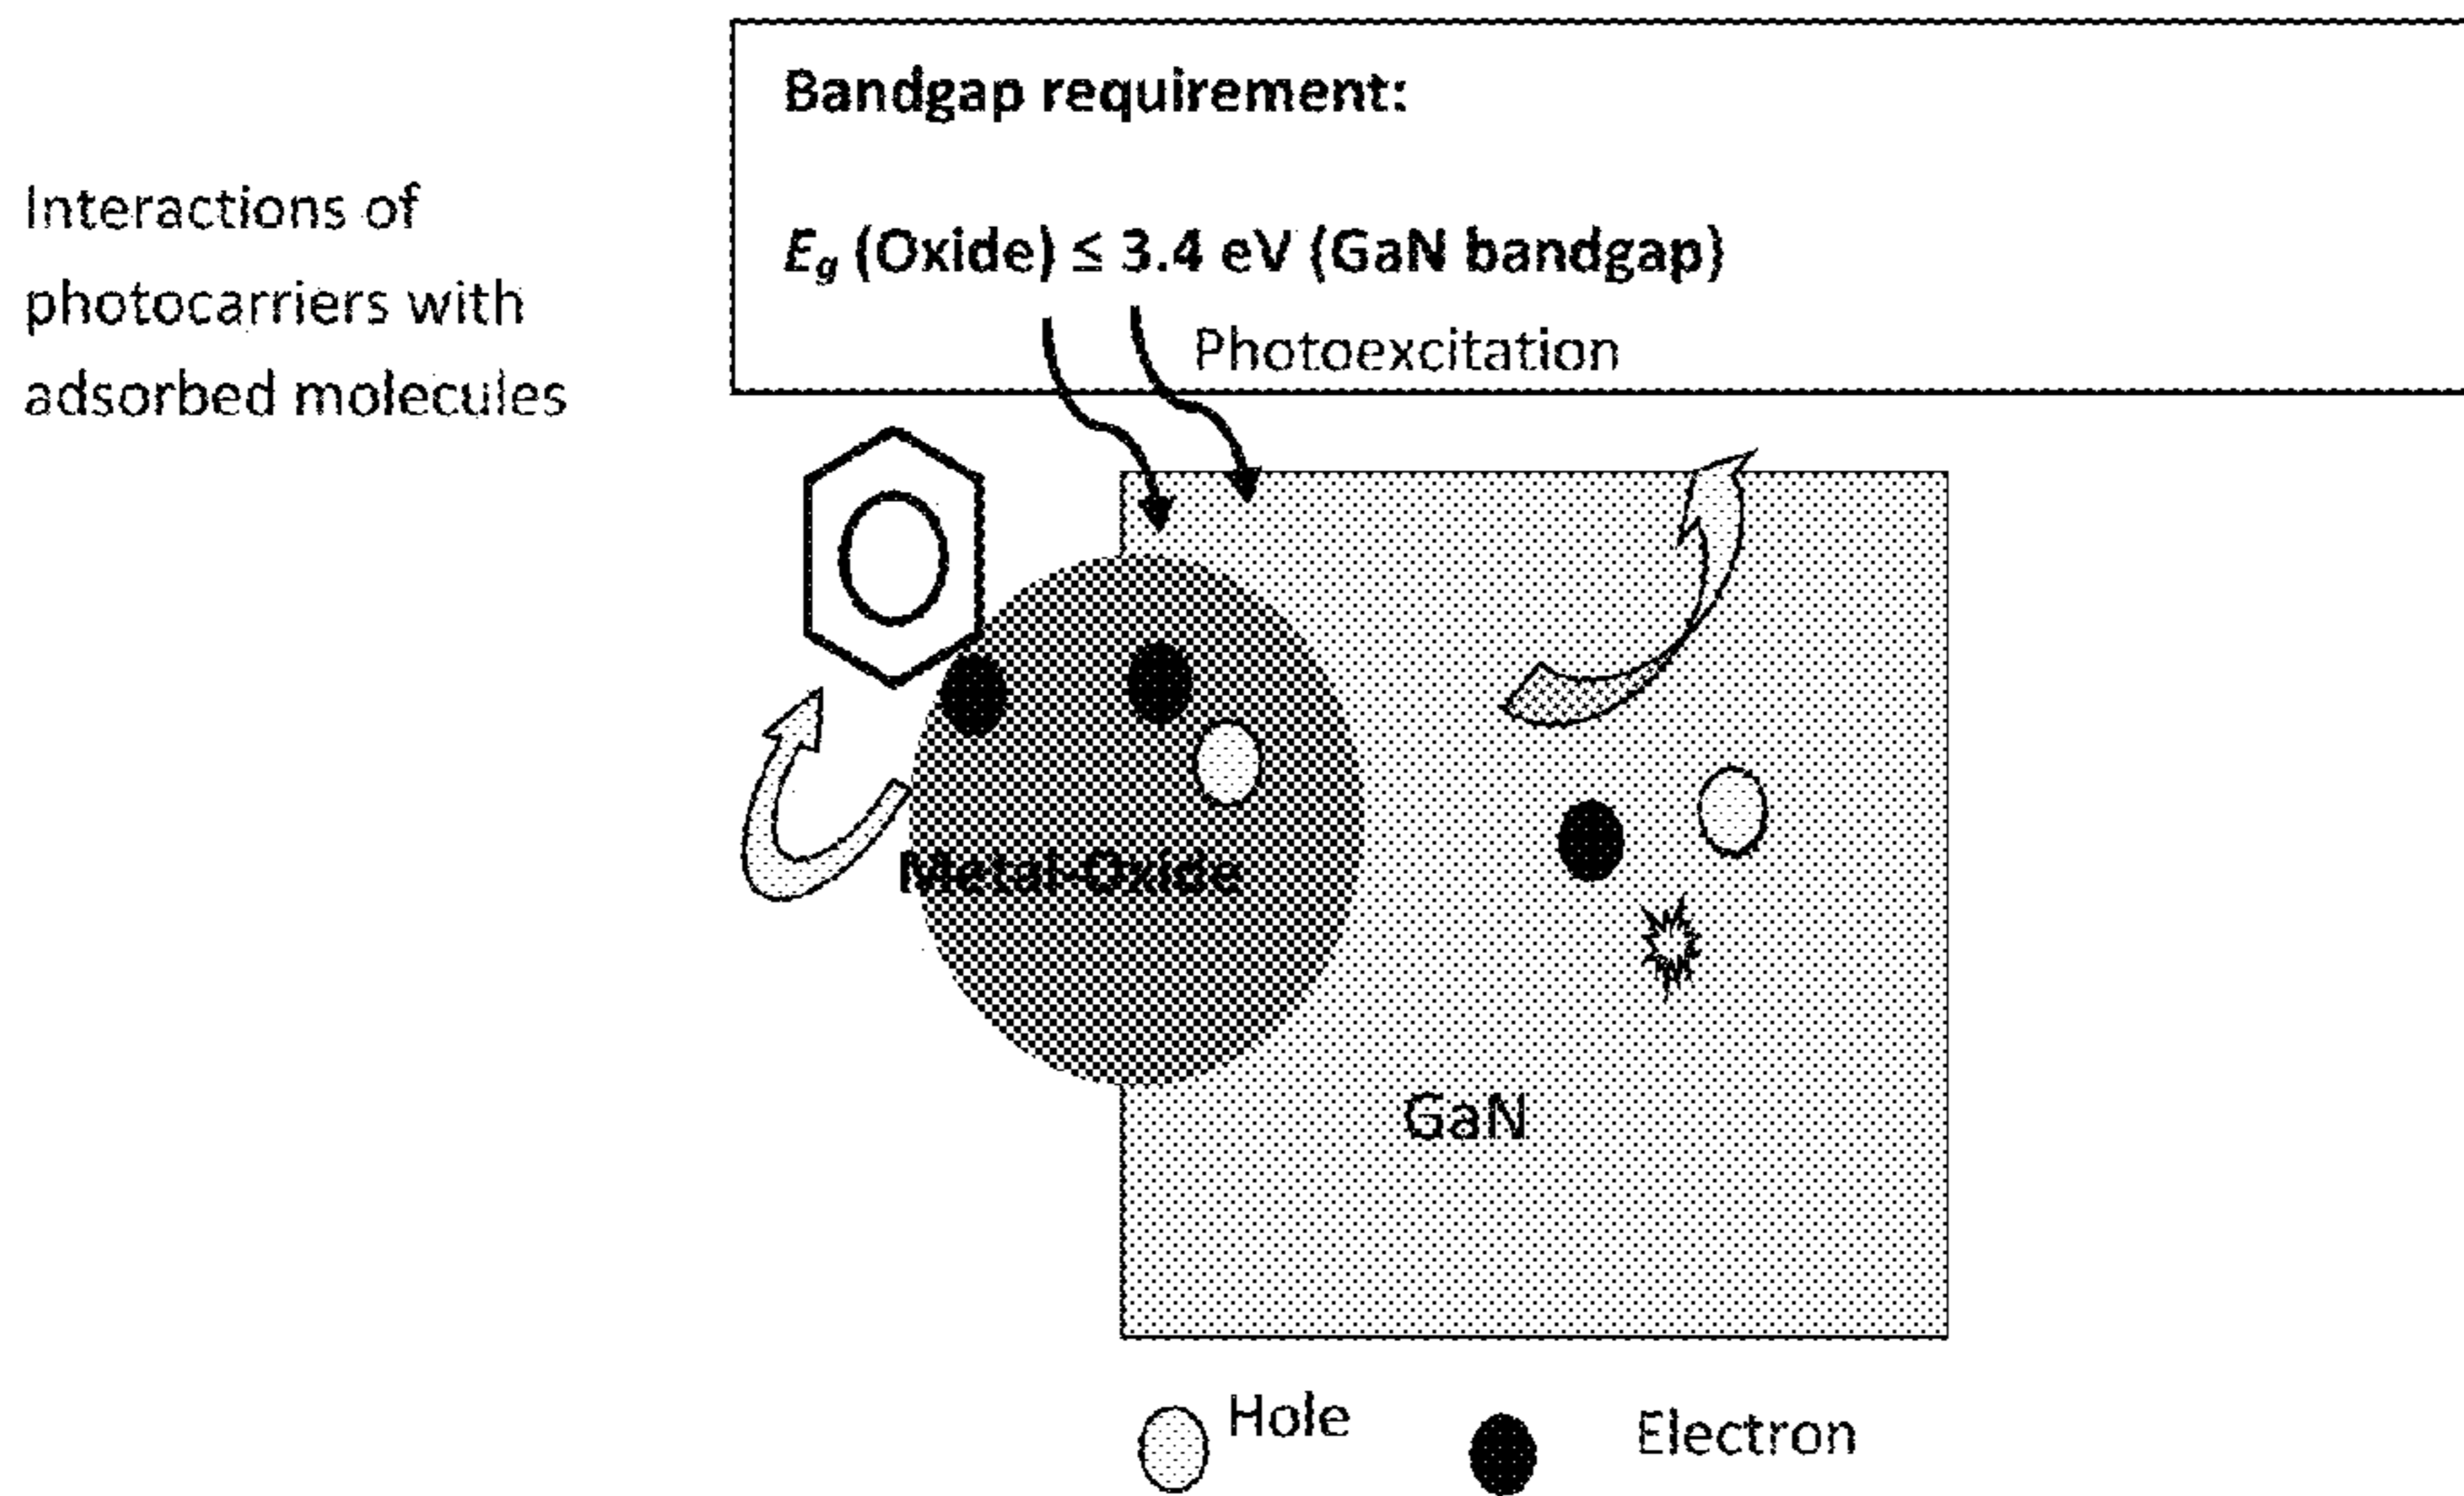 Interactions of
photocarriers with
adsorbed molecules
Bandgap requirement:
Eg (Oxide) ≤ 3.4 eV (GaN bandgap)
Photoexcitation
Metal-Oxide
GaN
Hole
Electron